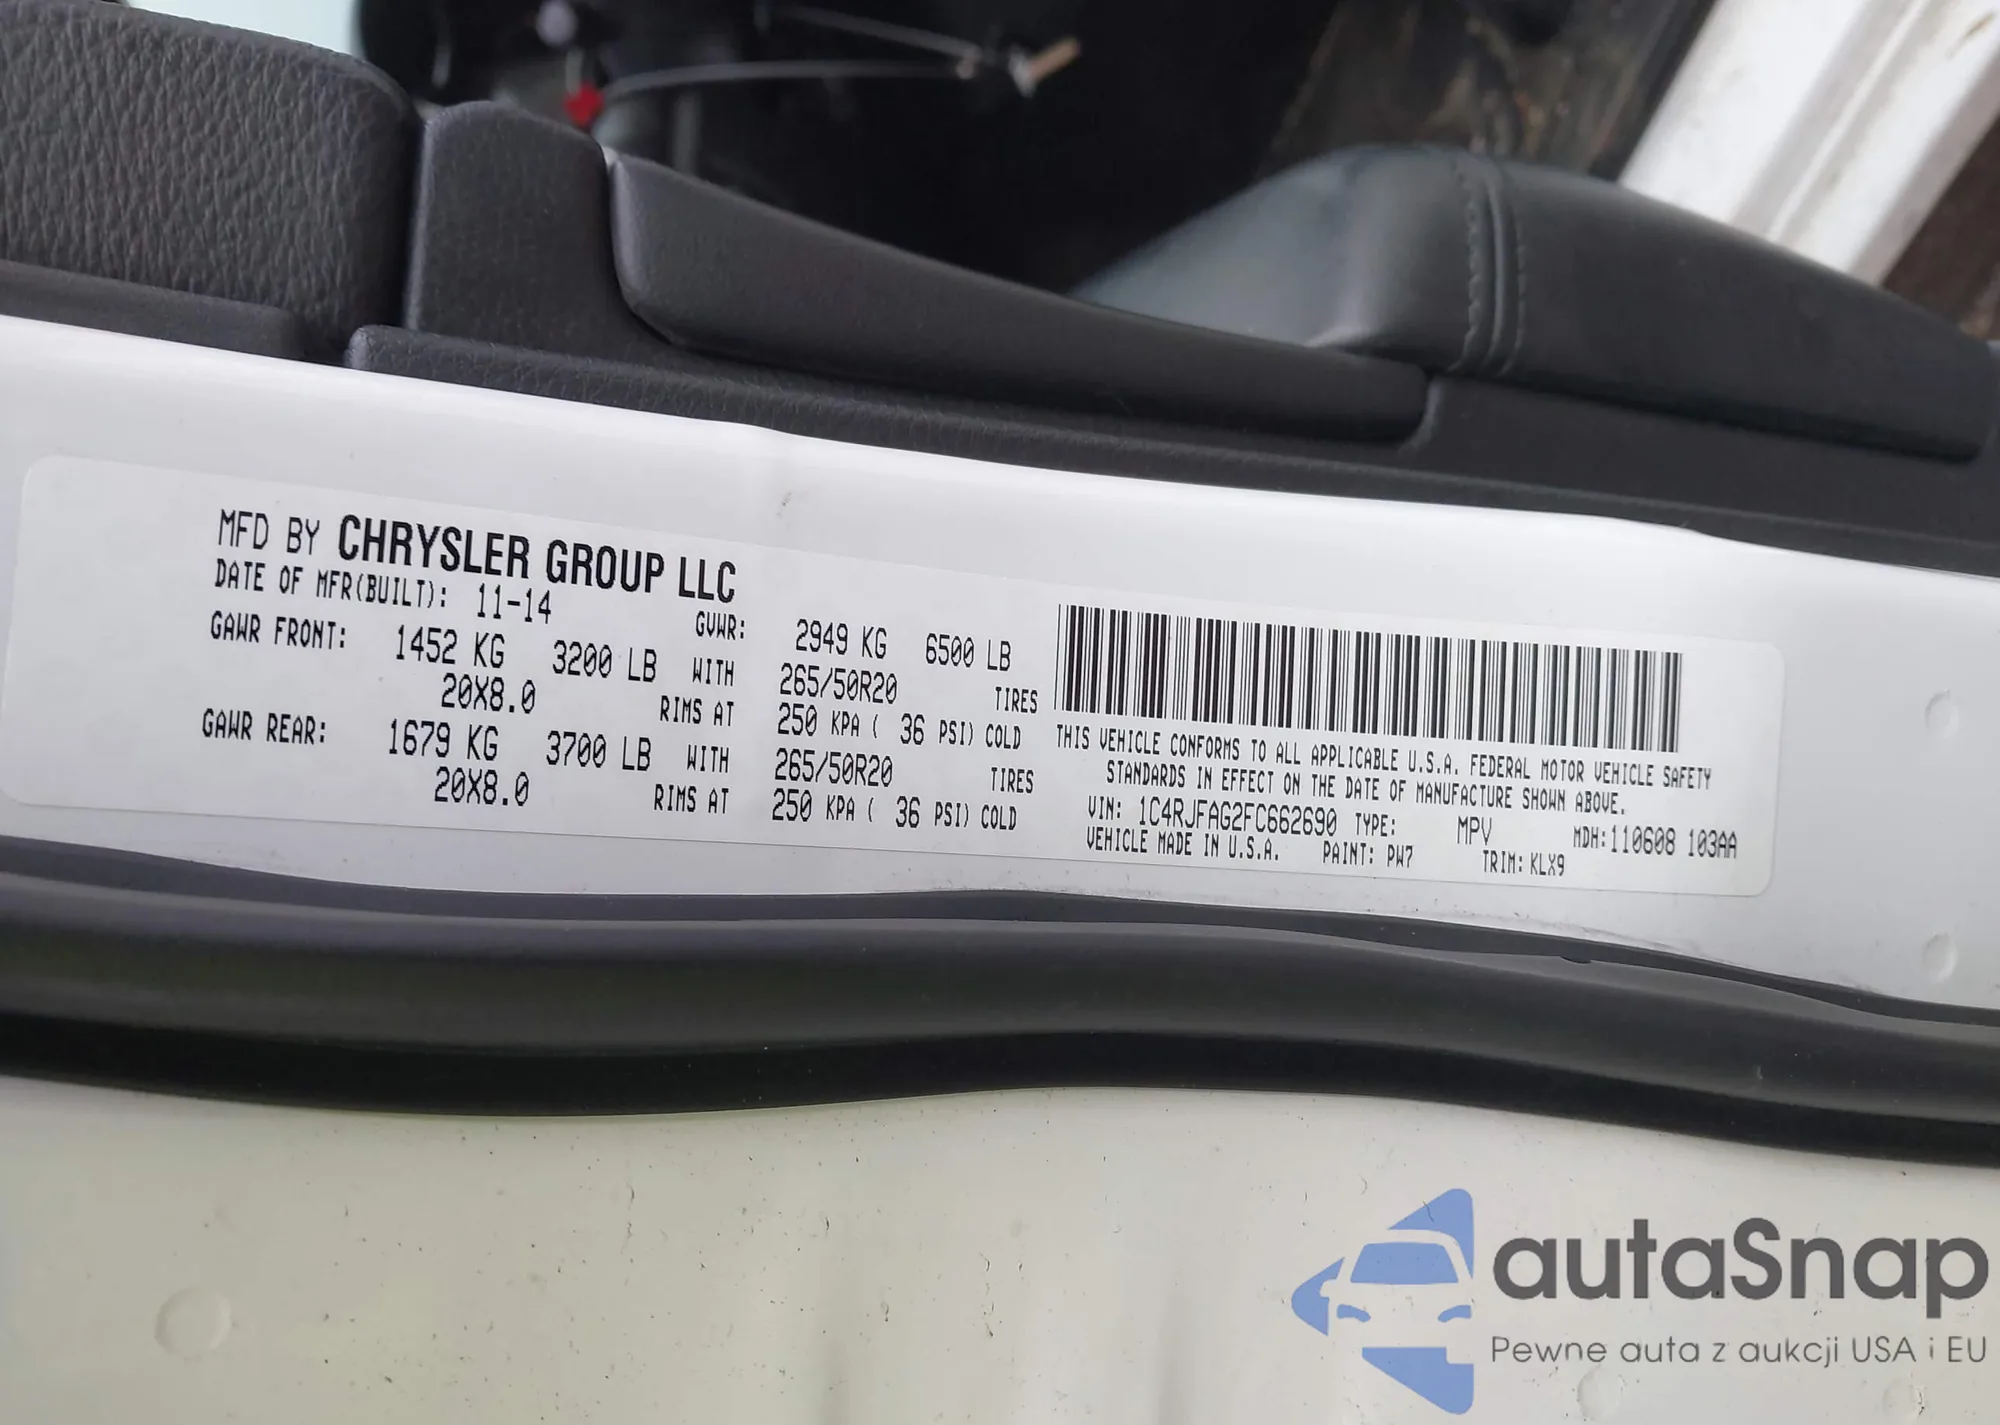 MFD BY CHRYSLER GROUP LLC
DATE OF MFR(BUILT): 11-14 GVWR: 2949 KG 6500 LB
GAWR FRONT: 1452 KG 3200 LB WITH 265/50R20 TIRES
20X8.0 RIMS AT 250 KPA ( 36 PSI) COLD
GAWR REAR: 1679 KG 3700 LB WITH 265/50R20 TIRES
20X8.0 RIMS AT 250 KPA ( 36 PSI) COLD
THIS VEHICLE CONFORMS TO ALL APPLICABLE U.S.A. FEDERAL MOTOR VEHICLE SAFETY
STANDARDS IN EFFECT ON THE DATE OF MANUFACTURE SHOWN ABOVE.
VIN: 1C4RJFAG2FC662690 TYPE: MPV MDH:110608 103AA
VEHICLE MADE IN U.S.A. PAINT: PW7 TRIM: KLX9
autaSnap
Pewne auta z aukcji USA i EU